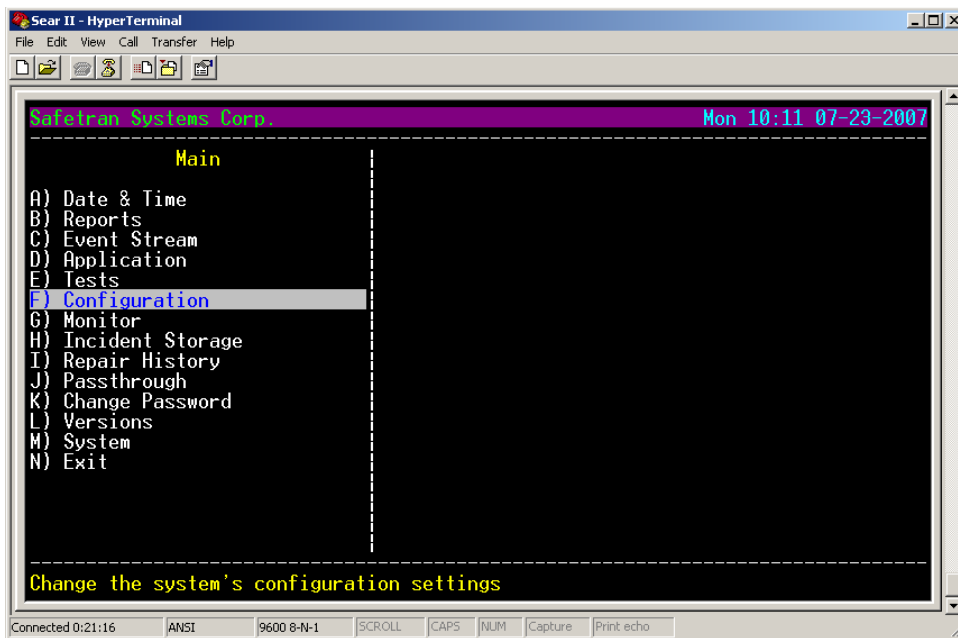 Sear II - HyperTerminal
File Edit View Call Transfer Help
Safetran Systems Corp. Mon 10:11 07-23-2007
Main
A) Date & Time
B) Reports
C) Event Stream
D) Application
E) Tests
F) Configuration
G) Monitor
H) Incident Storage
I) Repair History
J) Passthrough
K) Change Password
L) Versions
M) System
N) Exit
Change the system's configuration settings
Connected 0:21:16 ANSI 9600 8-N-1 SCROLL CAPS NUM Capture Print echo